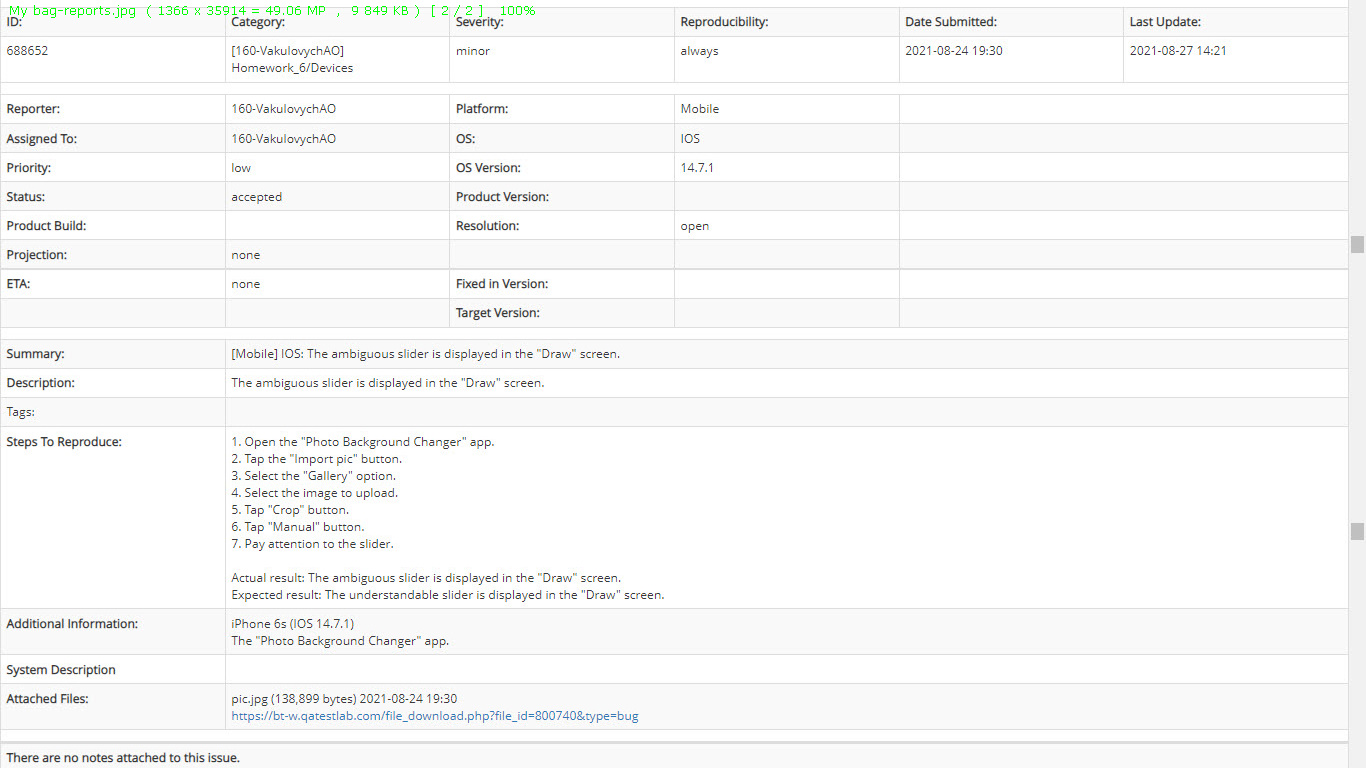 My bag-reports.jpg ( 1366 x 35914 = 49.06 MP , 9 849 KB ) [ 2 / 2 ] 100%
ID: Category: Severity: Reproducibility: Date Submitted: Last Update:
688652 [160-VakulovychAO] minor always 2021-08-24 19:30 2021-08-27 14:21
Homework_6/Devices
Reporter: 160-VakulovychAO Platform: Mobile
Assigned To: 160-VakulovychAO OS: IOS
Priority: low OS Version: 14.7.1
Status: accepted Product Version:
Product Build: Resolution: open
Projection: none
ETA: none Fixed in Version:
Target Version:
Summary: [Mobile] IOS: The ambiguous slider is displayed in the "Draw" screen.
Description: The ambiguous slider is displayed in the "Draw" screen.
Tags:
Steps To Reproduce: 1. Open the "Photo Background Changer" app.
2. Tap the "Import pic" button.
3. Select the "Gallery" option.
4. Select the image to upload.
5. Tap "Crop" button.
6. Tap "Manual" button.
7. Pay attention to the slider.
Actual result: The ambiguous slider is displayed in the "Draw" screen.
Expected result: The understandable slider is displayed in the "Draw" screen.
Additional Information: iPhone 6s (IOS 14.7.1)
The "Photo Background Changer" app.
System Description
Attached Files: pic.jpg (138,899 bytes) 2021-08-24 19:30
https://bt-w.qatestlab.com/file_download.php?file_id=800740&type=bug
There are no notes attached to this issue.